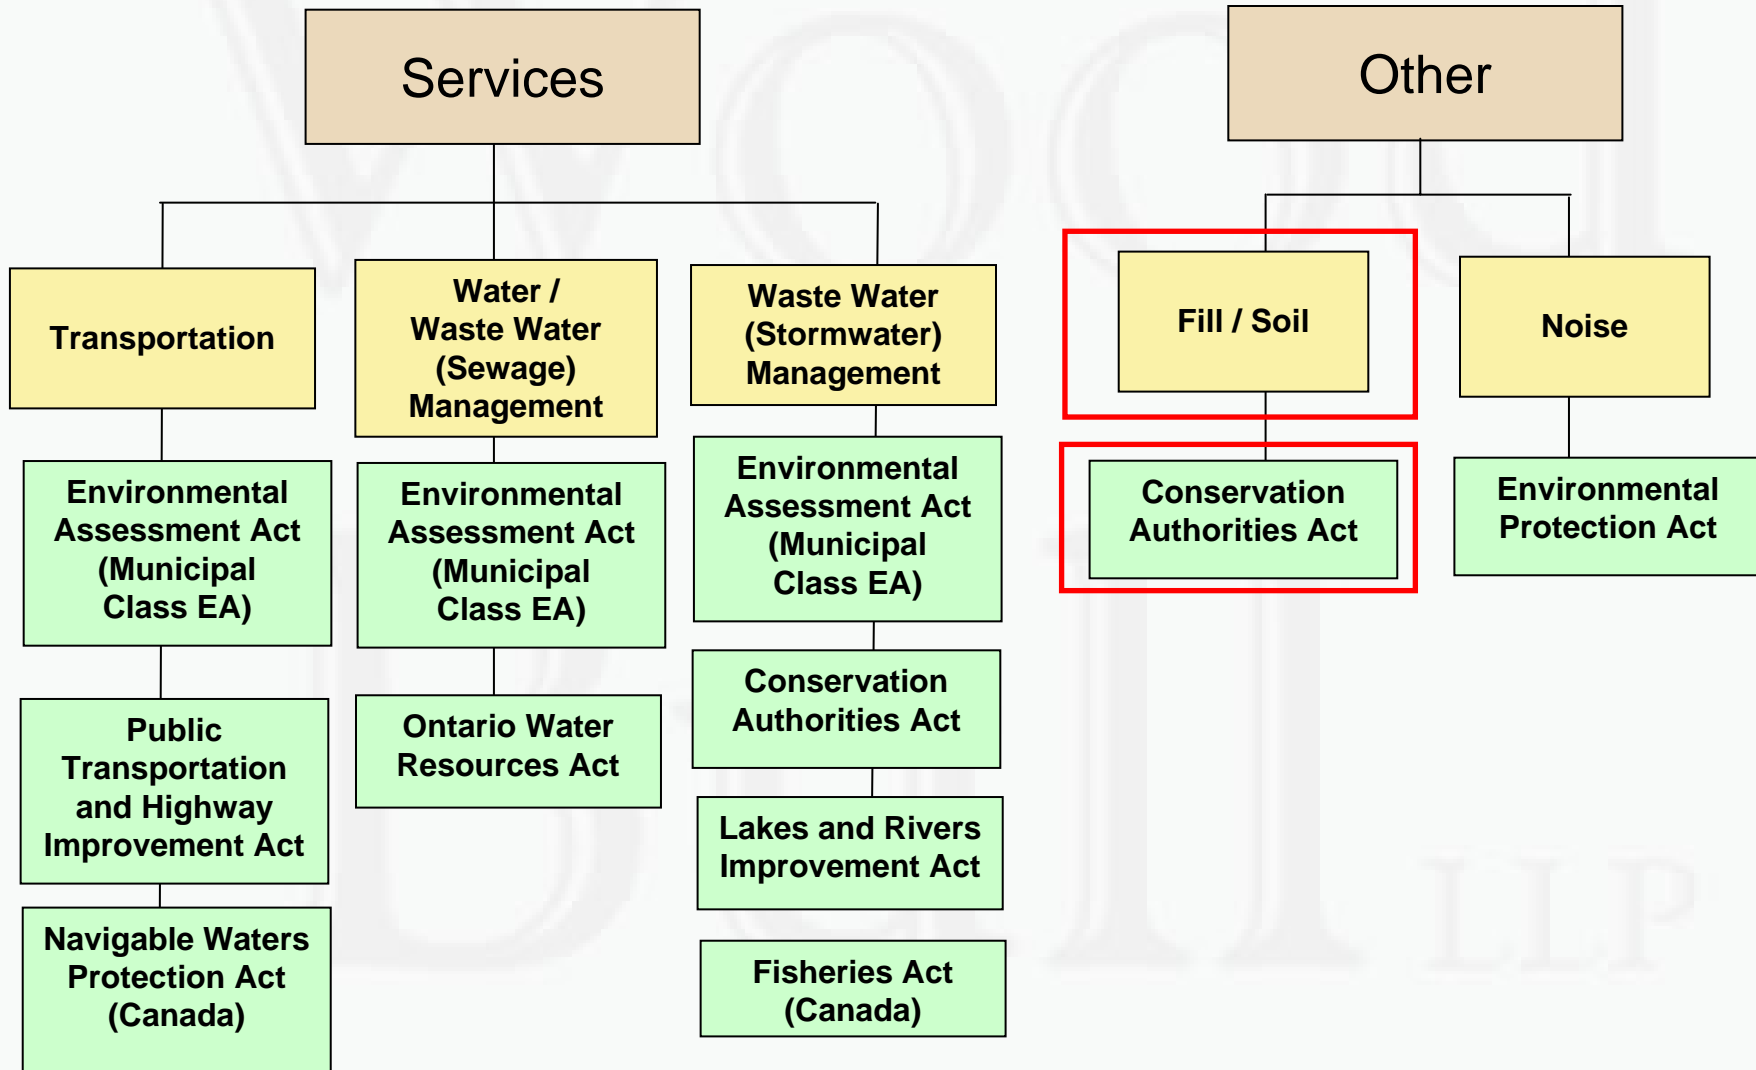 Services
Other
Transportation
Water /
Waste Water
(Sewage)
Management
Waste Water
(Stormwater)
Management
Fill / Soil
Noise
Environmental
Assessment Act
(Municipal
Class EA)
Public
Transportation
and Highway
Improvement Act
Navigable Waters
Protection Act
(Canada)
Environmental
Assessment Act
(Municipal
Class EA)
Ontario Water
Resources Act
Environmental
Assessment Act
(Municipal
Class EA)
Conservation
Authorities Act
Lakes and Rivers
Improvement Act
Fisheries Act
(Canada)
Conservation
Authorities Act
Environmental
Protection Act
Wood
Bull
LLP